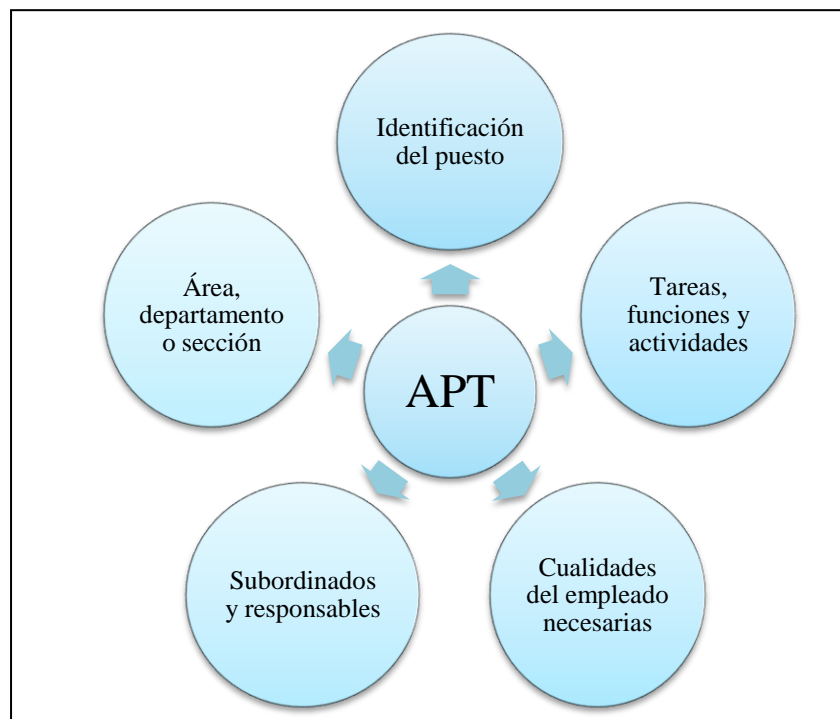 Identificación
del puesto
Área,
departamento
o sección
Tareas,
funciones y
actividades
APT
Subordinados
y responsables
Cualidades
del empleado
necesarias